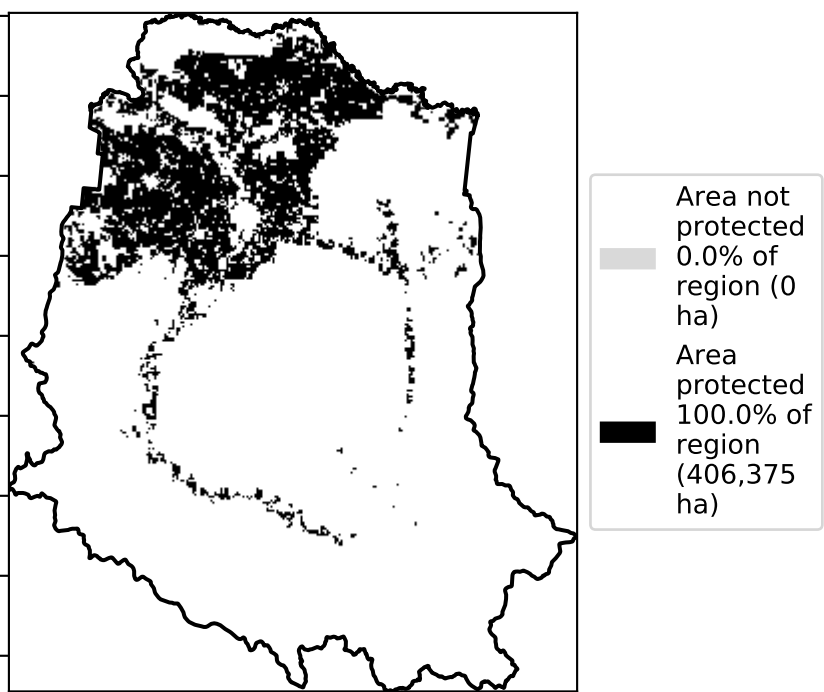 Area not
protected
0.0% of
region (0
ha)
Area
protected
100.0% of
region
(406,375
ha)